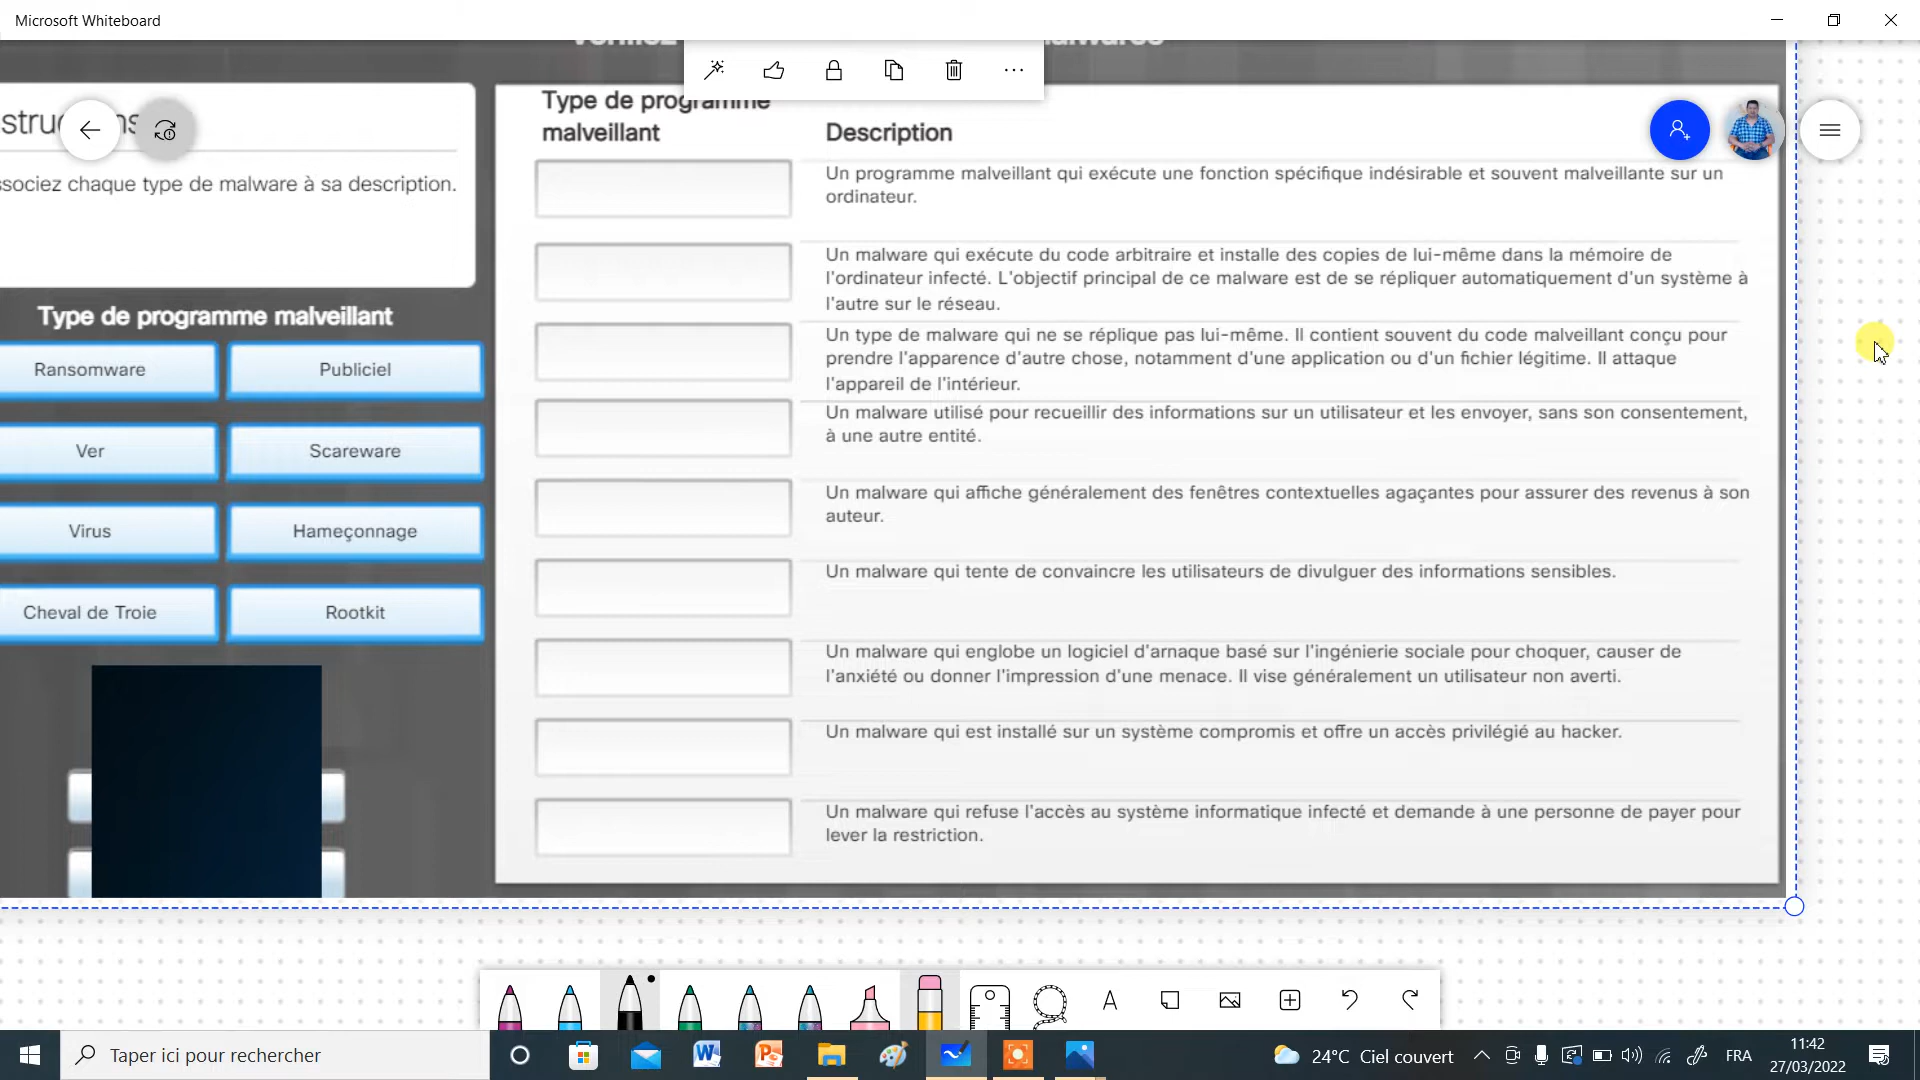 Microsoft Whiteboard
Type de programme
malveillant
Description
ssociez chaque type de malware à sa description.
Un programme malveillant qui exécute une fonction spécifique indésirable et souvent malveillante sur un
ordinateur.
Un malware qui exécute du code arbitraire et installe des copies de lui-même dans la mémoire de
l'ordinateur infecté. L'objectif principal de ce malware est de se répliquer automatiquement d'un système à
l'autre sur le réseau.
Type de programme malveillant
Un type de malware qui ne se réplique pas lui-même. Il contient souvent du code malveillant conçu pour
prendre l'apparence d'autre chose, notamment d'une application ou d'un fichier légitime. Il attaque
l'appareil de l'intérieur.
Ransomware
Publiciel
Un malware utilisé pour recueillir des informations sur un utilisateur et les envoyer, sans son consentement,
à une autre entité.
Ver
Scareware
Un malware qui affiche généralement des fenêtres contextuelles agaçantes pour assurer des revenus à son
auteur.
Virus
Hameçonnage
Un malware qui tente de convaincre les utilisateurs de divulguer des informations sensibles.
Cheval de Troie
Rootkit
Un malware qui englobe un logiciel d'arnaque basé sur l'ingénierie sociale pour choquer, causer de
l'anxiété ou donner l'impression d'une menace. Il vise généralement un utilisateur non averti.
Un malware qui est installé sur un système compromis et offre un accès privilégié au hacker.
Un malware qui refuse l'accès au système informatique infecté et demande à une personne de payer pour
lever la restriction.
Taper ici pour rechercher
24°C Ciel couvert
FRA
11:42
27/03/2022